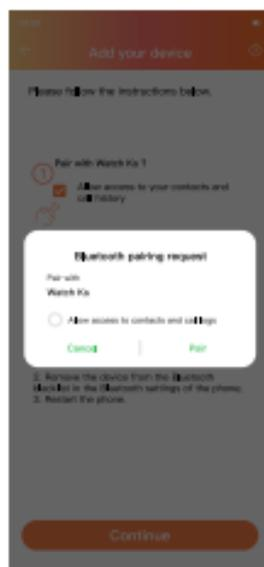 Add your device
Please follow the instructions below.
1
Pair with Watch Ks ?
Allow access to your contacts and
call history
Bluetooth pairing request
Pair with
Watch Ks
Allow access to contacts and call logs
Cancel
Pair
2. Remove the device from the Bluetooth
blacklist in the Bluetooth settings of the phone.
3. Restart the phone.
Continue